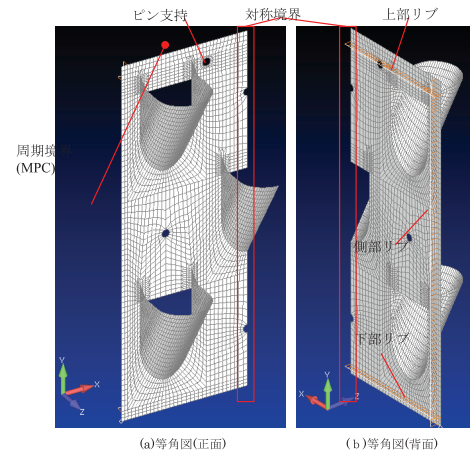 ピン支持
対称境界
上部リブ
周期境界
(MPC)
側部リブ
下部リブ
Y
X
Z
Y
X
Z
(a)等角図(正面)
(b)等角図(背面)